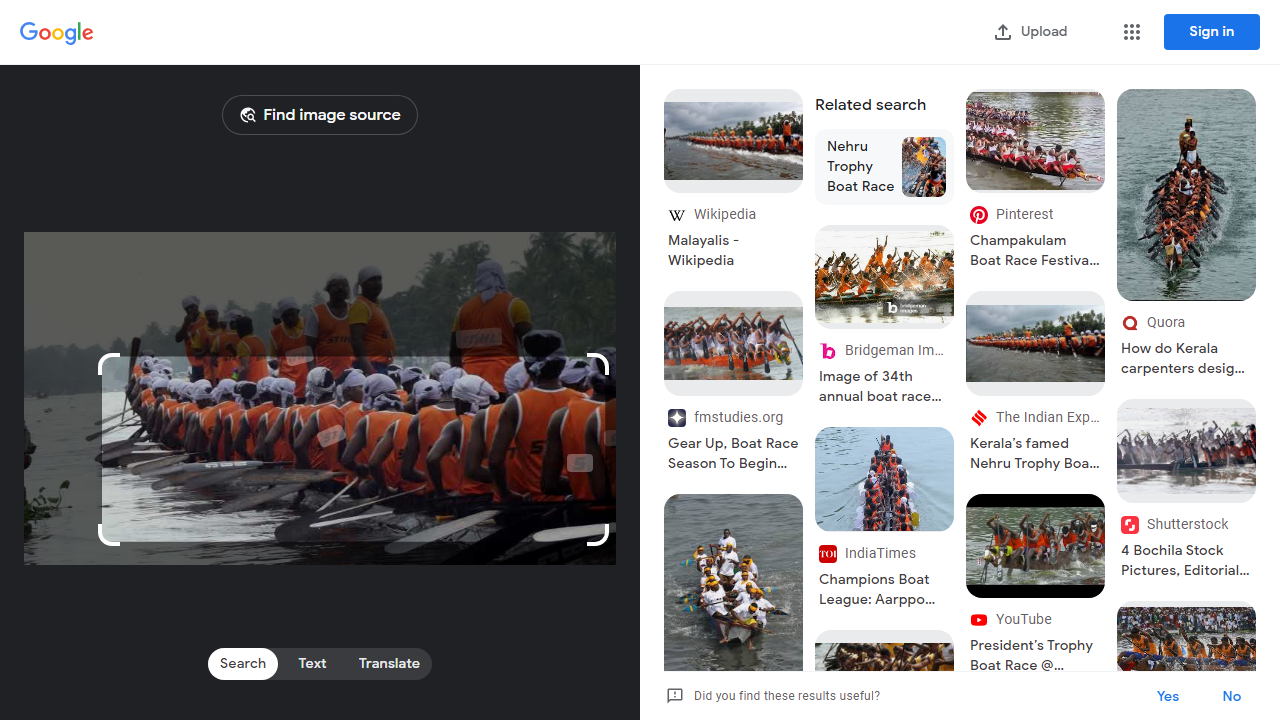 Google
Upload
Sign in
Find image source
Search
Text
Translate
Wikipedia
Malayalis -
Wikipedia
fmstudies.org
Gear Up, Boat Race
Season To Begin...
Related search
Nehru
Trophy
Boat Race
Bridgeman Im...
Image of 34th
annual boat race...
TOI
IndiaTimes
Champions Boat
League: Aarppo...
Pinterest
Champakulam
Boat Race Festiva...
The Indian Exp...
Kerala's famed
Nehru Trophy Boa...
YouTube
President's Trophy
Boat Race @...
Quora
How do Kerala
carpenters desig...
Shutterstock
4 Bochila Stock
Pictures, Editorial...
Did you find these results useful?
Yes
No